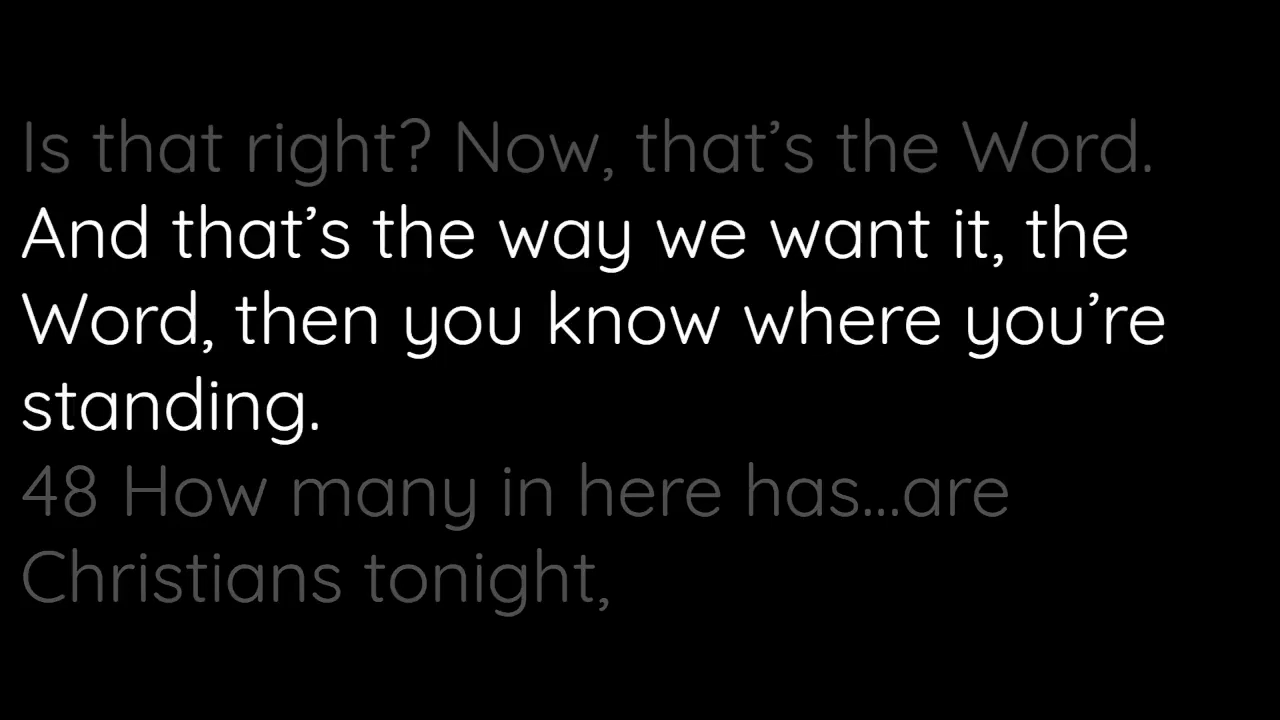 Is that right? Now, that’s the Word.
And that’s the way we want it, the
Word, then you know where you’re
standing.
48 How many in here has...are
Christians tonight,